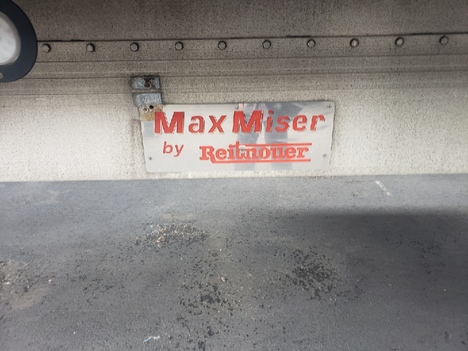 Max Miser
by Reitnouer